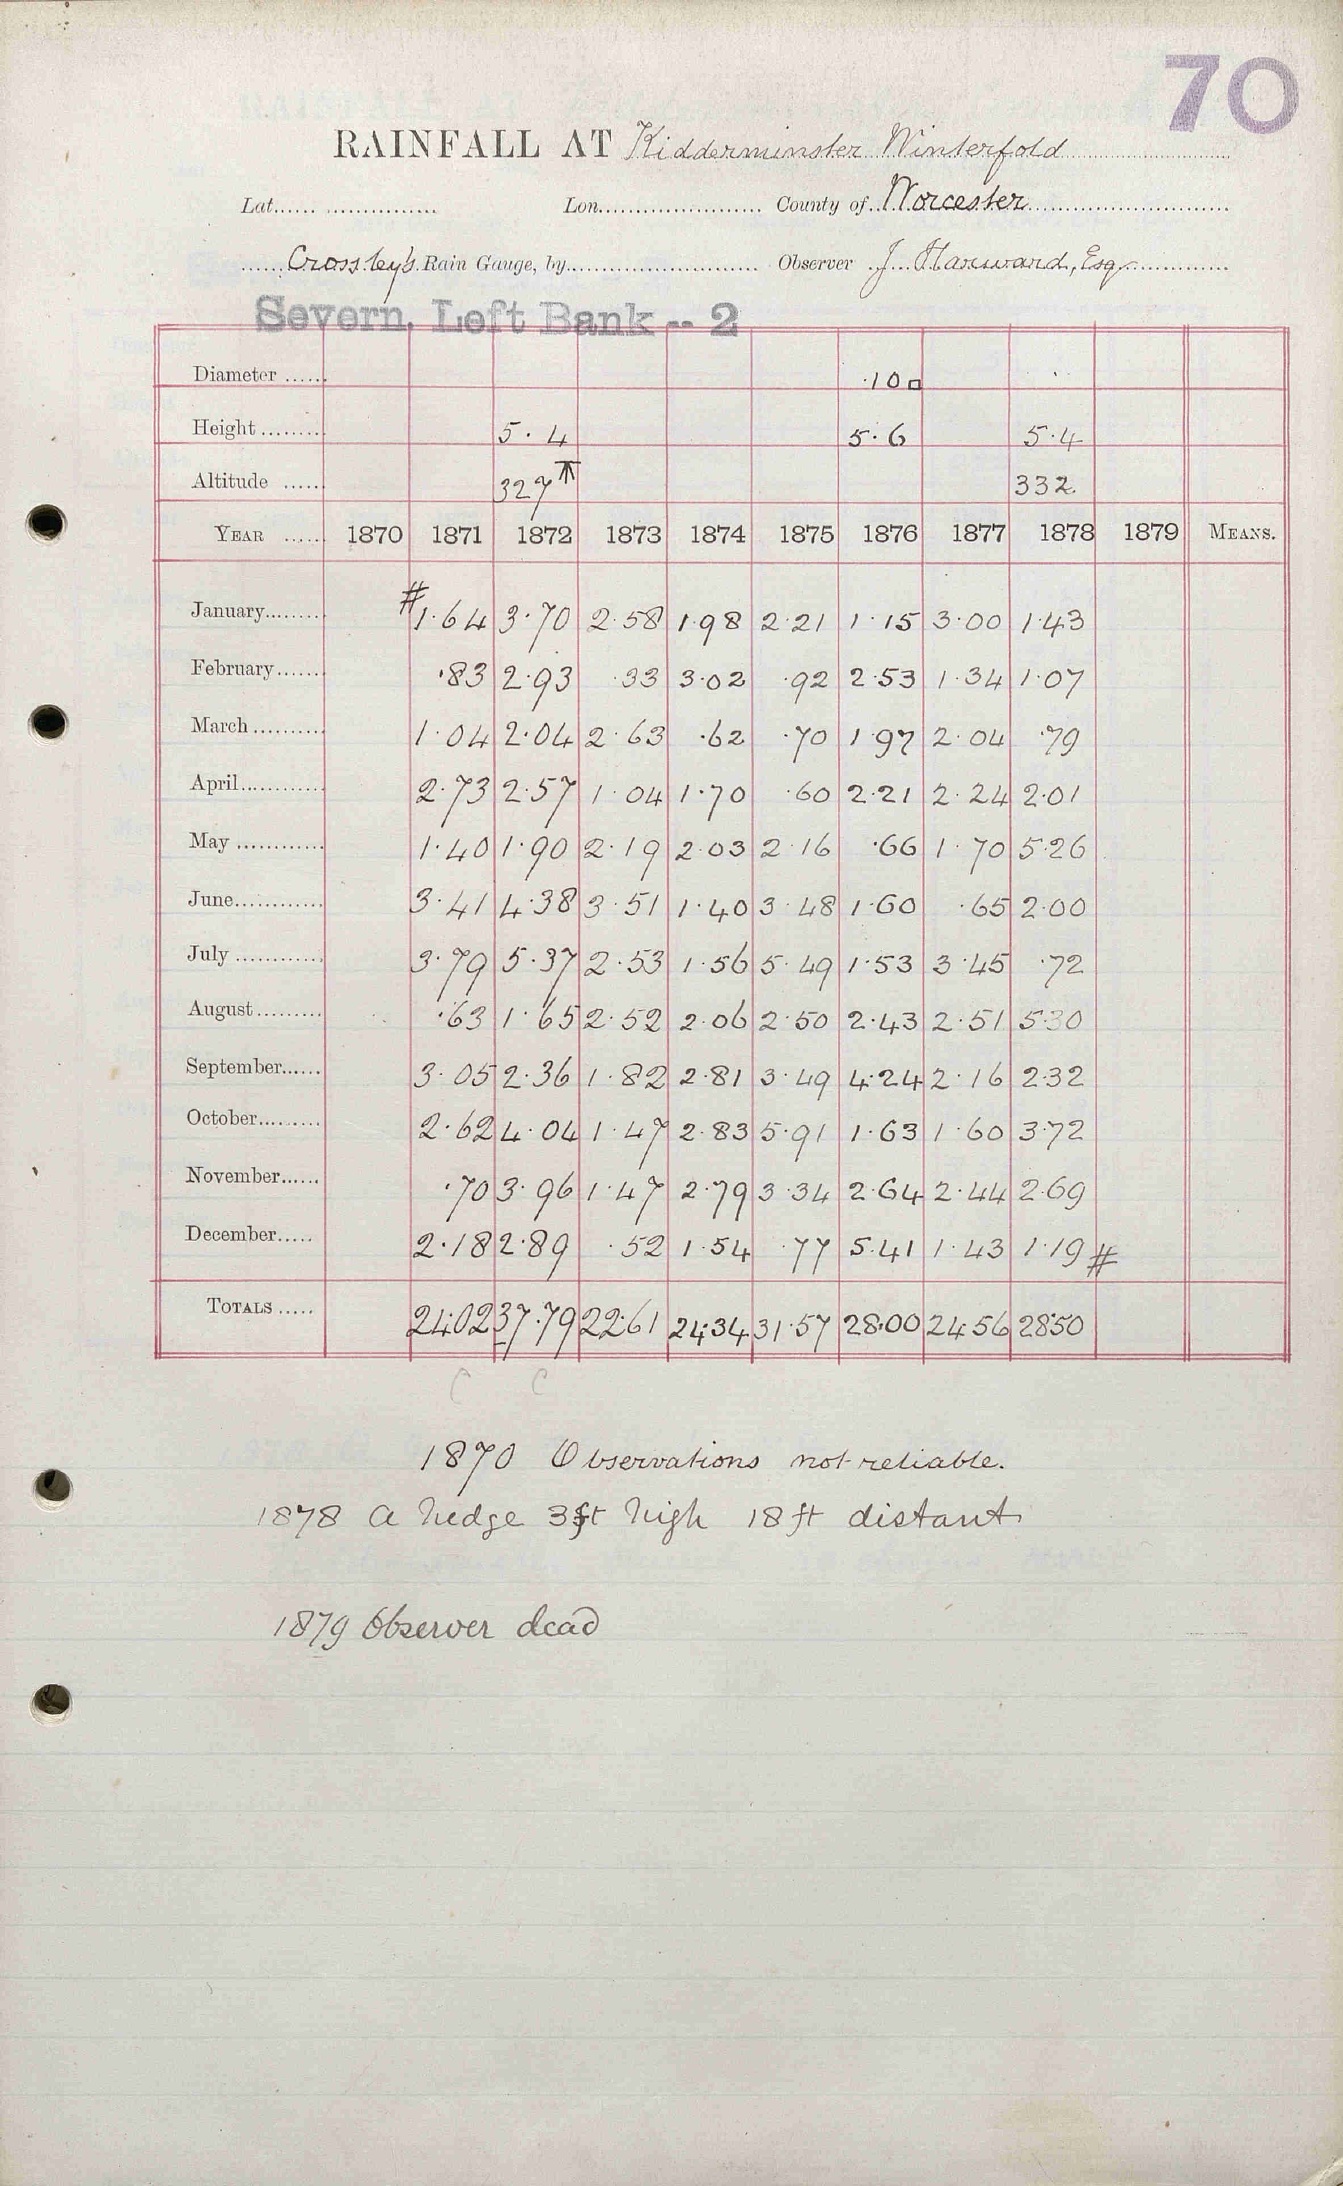 70
RAINFALL AT Kidderminster Winterfold
Lat. Lon. County of Worcester
Crossley's Rain Gauge, by Observer J. Harward, Esq.
Severn, Left Bank -- 2
Diameter ·10□
Height 5·4 5·6 5·4
Altitude 327 332
YEAR 1870 1871 1872 1873 1874 1875 1876 1877 1878 1879 MEANS.
January # 1·64 3·70 2·58 1·98 2·21 1·15 3·00 1·43
February ·83 2·93 ·33 3·02 ·92 2·53 1·34 1·07
March 1·04 2·04 2·63 ·62 ·70 1·97 2·04 ·79
April 2·73 2·57 1·04 1·70 ·60 2·21 2·24 2·01
May 1·40 1·90 2·19 2·03 2·16 ·66 1·70 5·26
June 3·41 4·38 3·51 1·40 3·48 1·60 ·65 2·00
July 3·79 5·37 2·53 1·56 5·49 1·53 3·45 ·72
August ·63 1·65 2·52 2·06 2·50 2·43 2·51 5·30
September 3·05 2·36 1·82 2·81 3·49 4·24 2·16 2·32
October 2·62 4·04 1·47 2·83 5·91 1·63 1·60 3·72
November ·70 3·96 1·47 2·79 3·34 2·64 2·44 2·69
December 2·18 2·89 ·52 1·54 ·77 5·41 1·43 1·19 #
TOTALS 24·02 37·79 22·61 24·34 31·57 28·00 24·56 28·50
C C
1870 Observations not reliable.
1878 a hedge 3ft high 18ft distant
1879 Observer dead